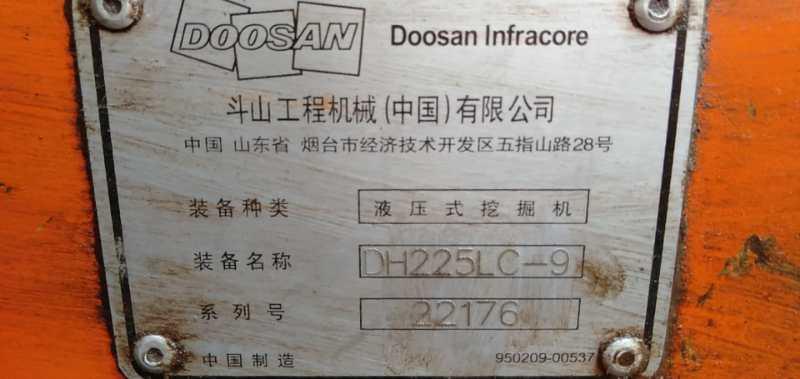 DOOSAN Doosan Infracore
斗山工程机械(中国)有限公司
中国 山东省 烟台市经济技术开发区五指山路28号
装备种类 液压式挖掘机
装备名称 DH225LC-9
系列号 22176
中国制造 950209-00537